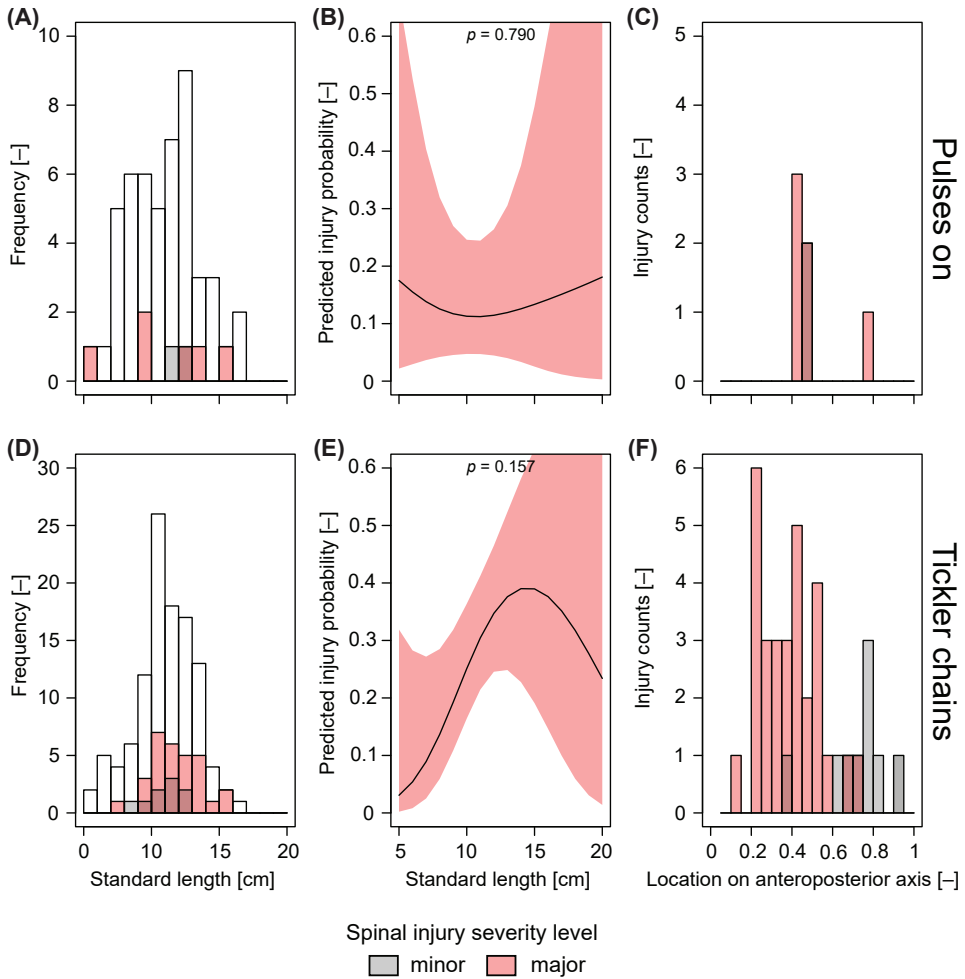 (A)
10
8
6
4
2
0
Frequency [–]
0
10
20
(B)
p = 0.790
0.6
0.5
0.4
0.3
0.2
0.1
0
Predicted injury probability [–]
(C)
5
4
3
2
1
0
Injury counts [–]
Pulses on
(D)
30
25
20
15
10
5
0
Frequency [–]
0
10
20
Standard length [cm]
(E)
p = 0.157
0.6
0.5
0.4
0.3
0.2
0.1
0
Predicted injury probability [–]
5
10
15
20
Standard length [cm]
(F)
6
5
4
3
2
1
0
Injury counts [–]
0
0.2
0.4
0.6
0.8
1
Location on anteroposterior axis [–]
Tickler chains
Spinal injury severity level
minor
major